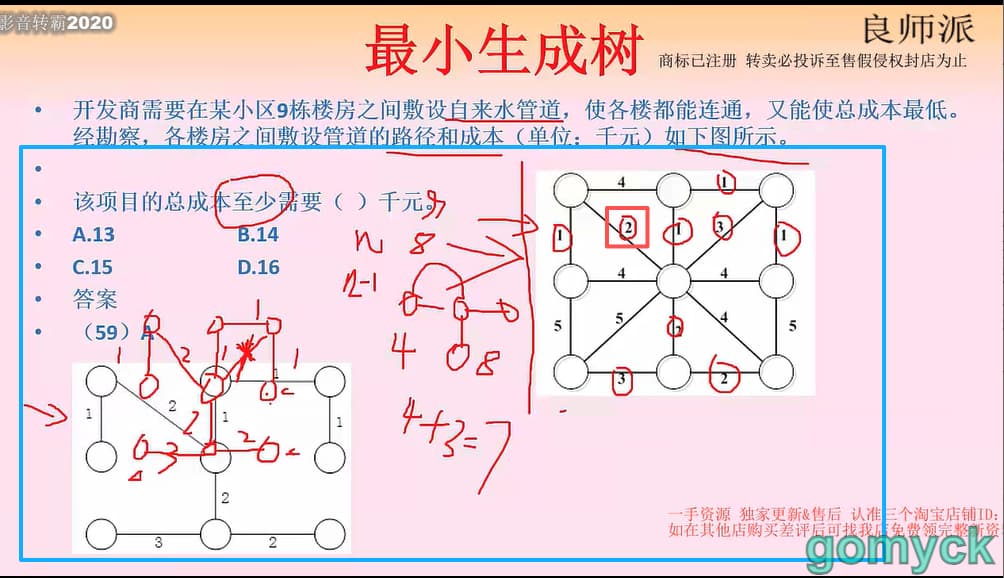 影音转霸2020
最小生成树
良师派
商标已注册 转卖必投诉至售假侵权封店为止
• 开发商需要在某小区9栋楼房之间敷设自来水管道，使各楼都能连通，又能使总成本最低。
经勘察，各楼房之间敷设管道的路径和成本（单位：千元）如下图所示。
•
• 该项目的总成本至少需要（ ）千元。
9
• A.13 B.14
• C.15 D.16
• 答案
• （59）A
n 8
n-1
4 8
4+3=7
4 1
1 2 1 3 1
4 4
5 5 2 4 5
3 2
1
1 2 1 1
1
1 2 1 1
2
2 2
3
2
3 2
一手资源 独家更新&售后 认准三个淘宝店铺ID:
如在其他店购买差评后可找我店免费领完整新资
gomyck